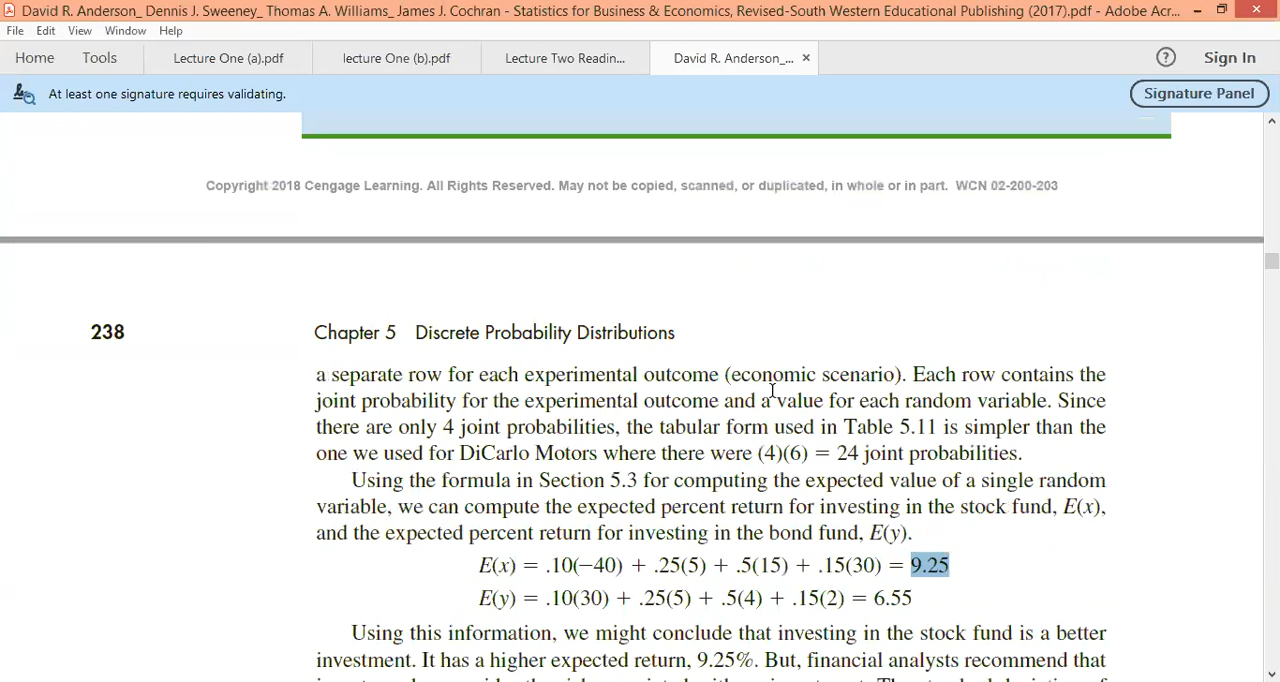 David R. Anderson_ Dennis J. Sweeney_ Thomas A. Williams_ James J. Cochran - Statistics for Business & Economics, Revised-South Western Educational Publishing (2017).pdf - Adobe Acr...
File Edit View Window Help
Home Tools Lecture One (a).pdf lecture One (b).pdf Lecture Two Readin... David R. Anderson_... × ? Sign In
At least one signature requires validating. Signature Panel
Copyright 2018 Cengage Learning. All Rights Reserved. May not be copied, scanned, or duplicated, in whole or in part. WCN 02-200-203
238 Chapter 5 Discrete Probability Distributions
a separate row for each experimental outcome (economic scenario). Each row contains the
joint probability for the experimental outcome and a value for each random variable. Since
there are only 4 joint probabilities, the tabular form used in Table 5.11 is simpler than the
one we used for DiCarlo Motors where there were (4)(6) = 24 joint probabilities.
Using the formula in Section 5.3 for computing the expected value of a single random
variable, we can compute the expected percent return for investing in the stock fund, E(x),
and the expected percent return for investing in the bond fund, E(y).
E(x) = .10(−40) + .25(5) + .5(15) + .15(30) = 9.25
E(y) = .10(30) + .25(5) + .5(4) + .15(2) = 6.55
Using this information, we might conclude that investing in the stock fund is a better
investment. It has a higher expected return, 9.25%. But, financial analysts recommend that